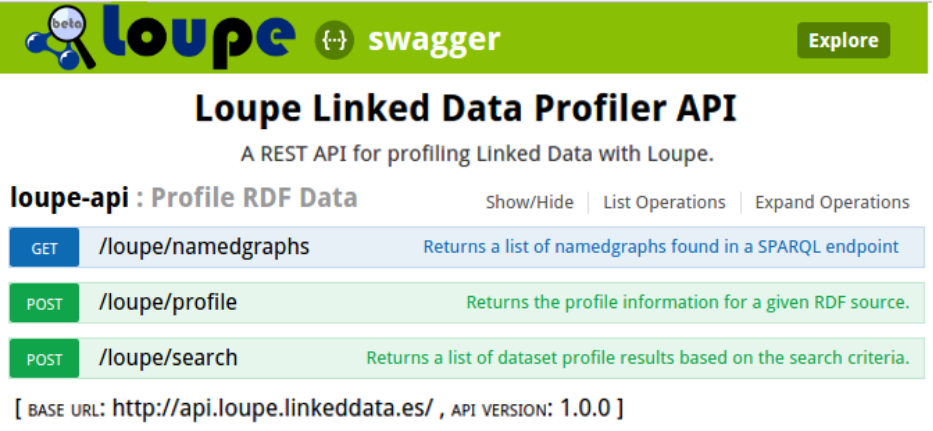 beta loupe {···} swagger Explore
Loupe Linked Data Profiler API
A REST API for profiling Linked Data with Loupe.
loupe-api : Profile RDF Data Show/Hide List Operations Expand Operations
GET /loupe/namedgraphs Returns a list of namedgraphs found in a SPARQL endpoint
POST /loupe/profile Returns the profile information for a given RDF source.
POST /loupe/search Returns a list of dataset profile results based on the search criteria.
[ BASE URL: http://api.loupe.linkeddata.es/ , API VERSION: 1.0.0 ]